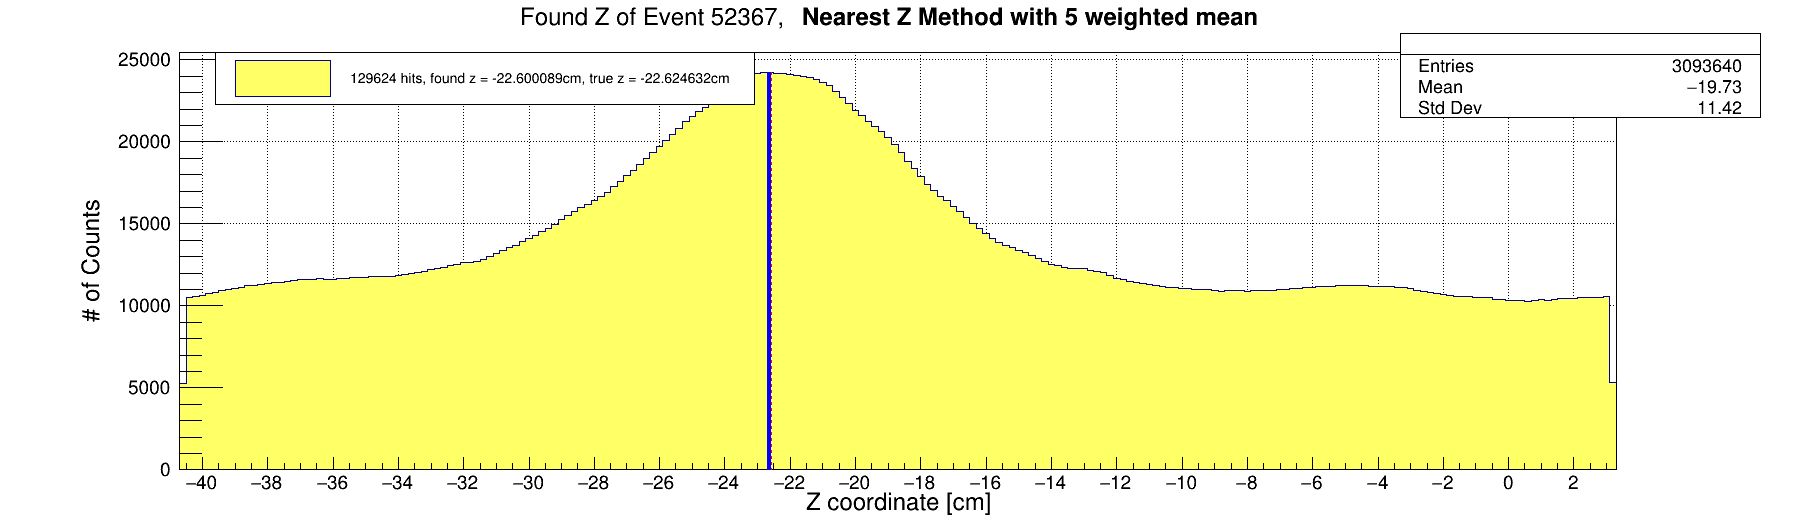 Found Z of Event 52367, Nearest Z Method with 5 weighted mean
25000
20000
15000
10000
5000
0
# of Counts
129624 hits, found z = -22.600089cm, true z = -22.624632cm
Entries 3093640
Mean −19.73
Std Dev 11.42
−40 −38 −36 −34 −32 −30 −28 −26 −24 −22 −20 −18 −16 −14 −12 −10 −8 −6 −4 −2 0 2
Z coordinate [cm]